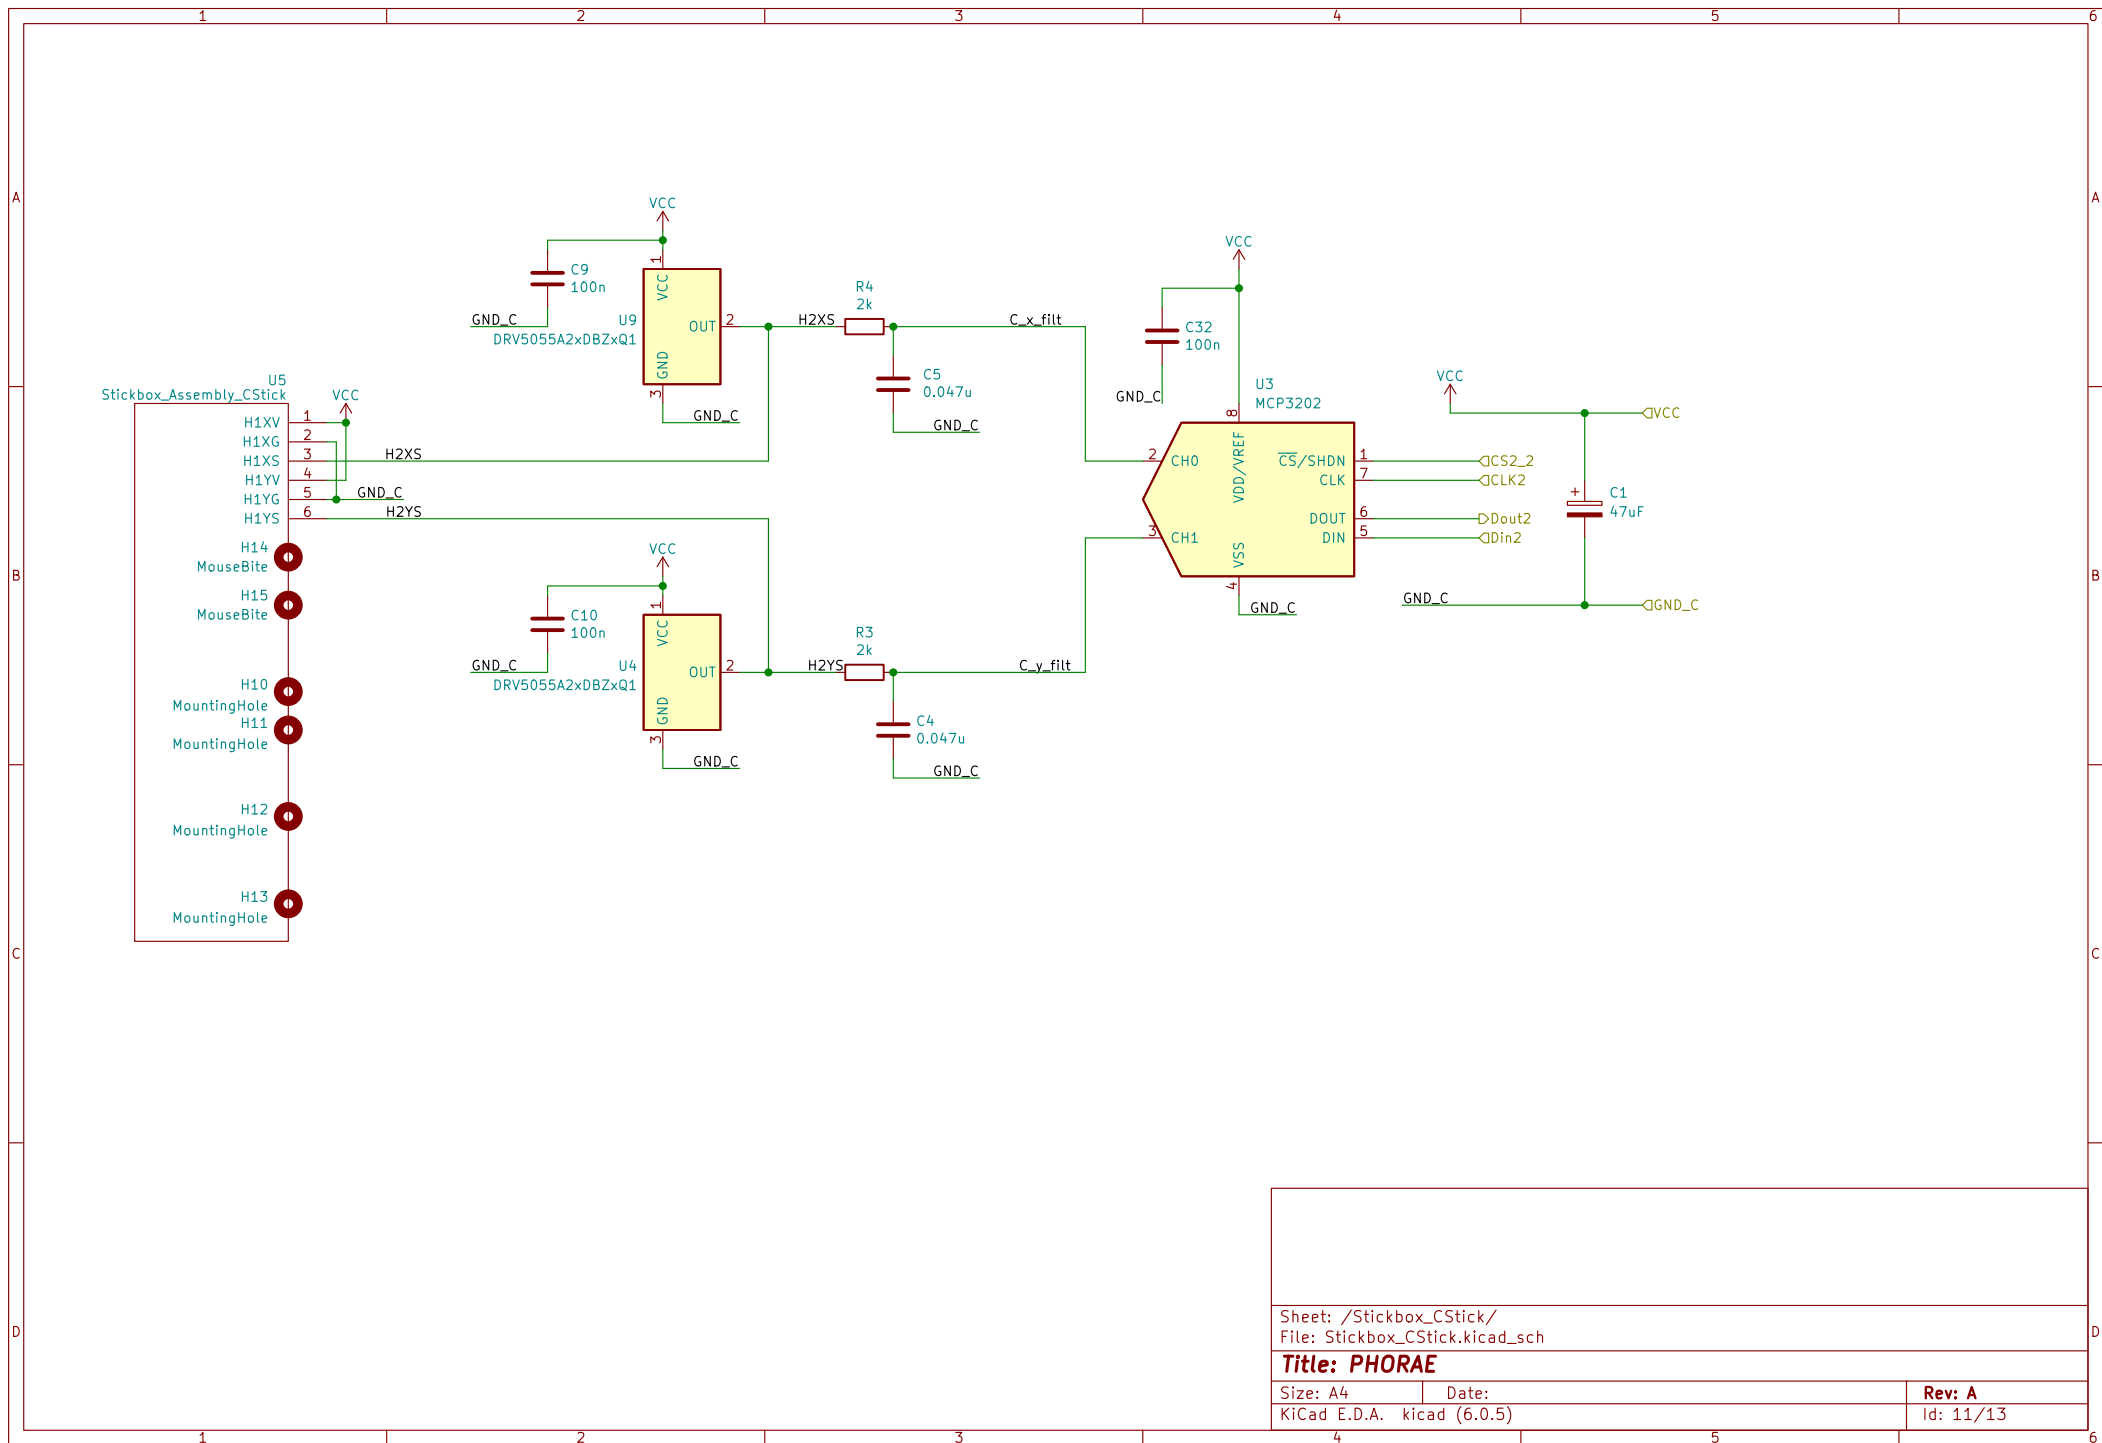 1 2 3 4 5 6
A A
B B
C C
D D
1 2 3 4 5 6
U5
Stickbox_Assembly_CStick
VCC
H1XV 1
H1XG 2
H1XS 3
H1YV 4
H1YG 5
H1YS 6
H2XS
GND_C
H2YS
H14
MouseBite
H15
MouseBite
H10
MountingHole
H11
MountingHole
H12
MountingHole
H13
MountingHole
VCC
C9
100n
GND_C
U9
DRV5055A2xDBZxQ1
1
VCC
OUT 2
GND
3
GND_C
H2XS
R4
2k
C5
0.047u
GND_C
C_x_filt
VCC
C10
100n
GND_C
U4
DRV5055A2xDBZxQ1
1
VCC
OUT 2
GND
3
GND_C
H2YS
R3
2k
C4
0.047u
GND_C
C_y_filt
VCC
C32
100n
GND_C
U3
MCP3202
8
VDD/VREF
2 CH0
3 CH1
CS/SHDN 1
CLK 7
DOUT 6
DIN 5
VSS
4
GND_C
CS2_2
CLK2
Dout2
Din2
VCC
VCC
+
C1
47uF
GND_C
GND_C
Sheet: /Stickbox_CStick/
File: Stickbox_CStick.kicad_sch
Title: PHORAE
Size: A4 Date: Rev: A
KiCad E.D.A. kicad (6.0.5) Id: 11/13